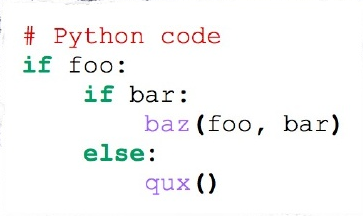 # Python code
if foo:
    if bar:
        baz(foo, bar)
    else:
        qux()